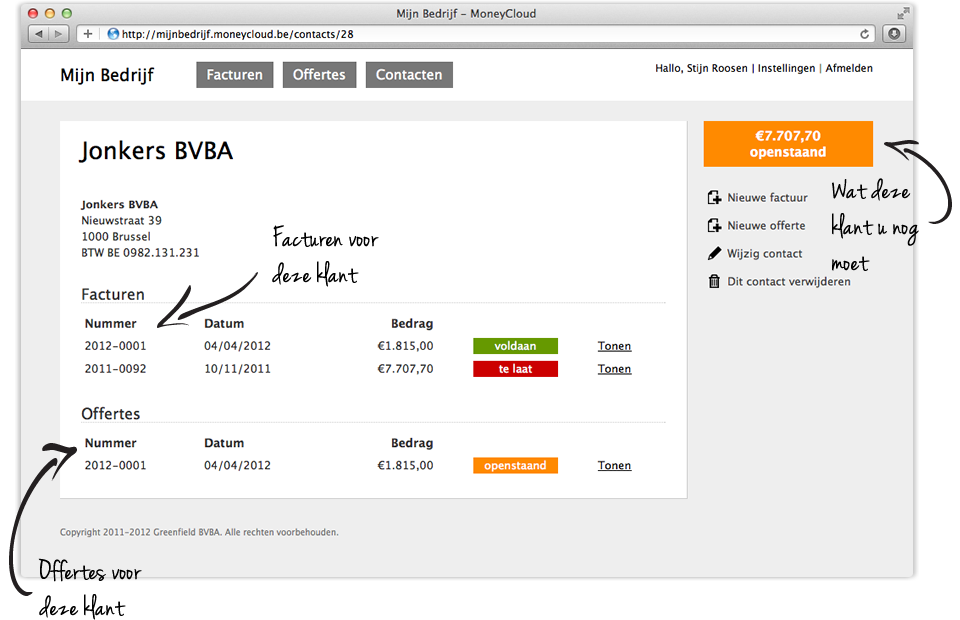 Mijn Bedrijf – MoneyCloud
http://mijnbedrijf.moneycloud.be/contacts/28
Mijn Bedrijf Facturen Offertes Contacten Hallo, Stijn Roosen | Instellingen | Afmelden
Jonkers BVBA
Jonkers BVBA
Nieuwstraat 39
1000 Brussel
BTW BE 0982.131.231
Facturen voor
deze klant
Facturen
Nummer Datum Bedrag
2012-0001 04/04/2012 €1.815,00 voldaan Tonen
2011-0092 10/11/2011 €7.707,70 te laat Tonen
Offertes
Nummer Datum Bedrag
2012-0001 04/04/2012 €1.815,00 openstaand Tonen
€7.707,70
openstaand
Nieuwe factuur
Nieuwe offerte
Wijzig contact
Dit contact verwijderen
Wat deze
klant u nog
moet
Copyright 2011-2012 Greenfield BVBA. Alle rechten voorbehouden.
Offertes voor
deze klant